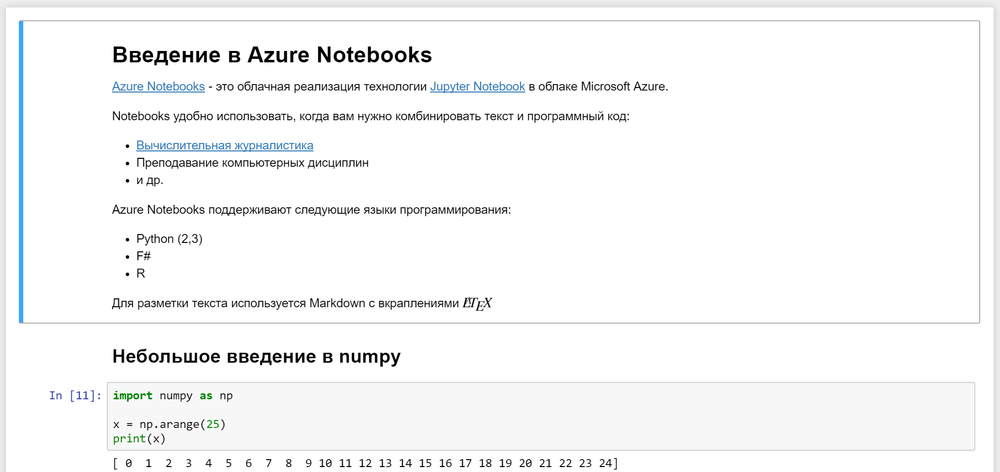 Введение в Azure Notebooks
Azure Notebooks - это облачная реализация технологии Jupyter Notebook в облаке Microsoft Azure.
Notebooks удобно использовать, когда вам нужно комбинировать текст и программный код:
• Вычислительная журналистика
• Преподавание компьютерных дисциплин
• и др.
Azure Notebooks поддерживают следующие языки программирования:
• Python (2,3)
• F#
• R
Для разметки текста используется Markdown с вкраплениями LATEX
Небольшое введение в numpy
In [11]: import numpy as np
x = np.arange(25)
print(x)
[ 0  1  2  3  4  5  6  7  8  9 10 11 12 13 14 15 16 17 18 19 20 21 22 23 24]